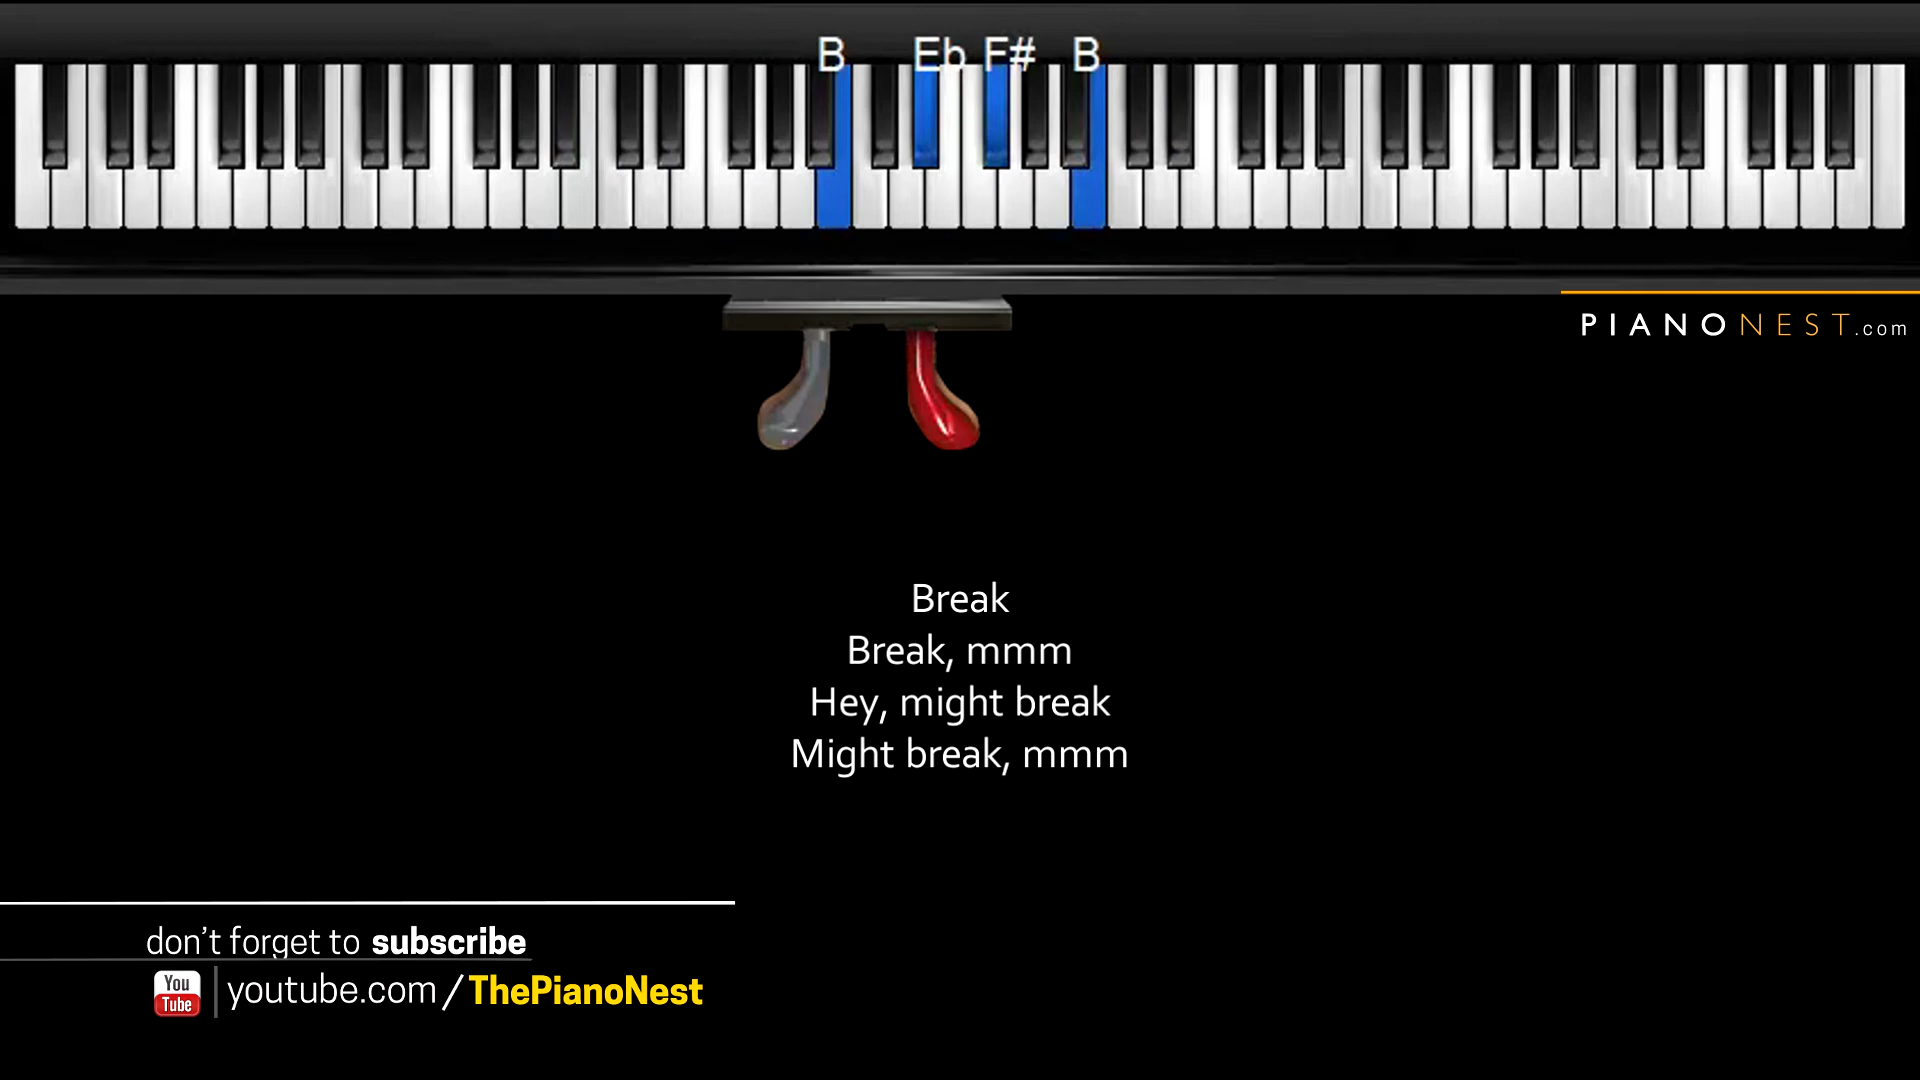 B Eb F# B
PIANONEST.com
Break
Break, mmm
Hey, might break
Might break, mmm
don't forget to subscribe
You
Tube
youtube.com/ThePianoNest